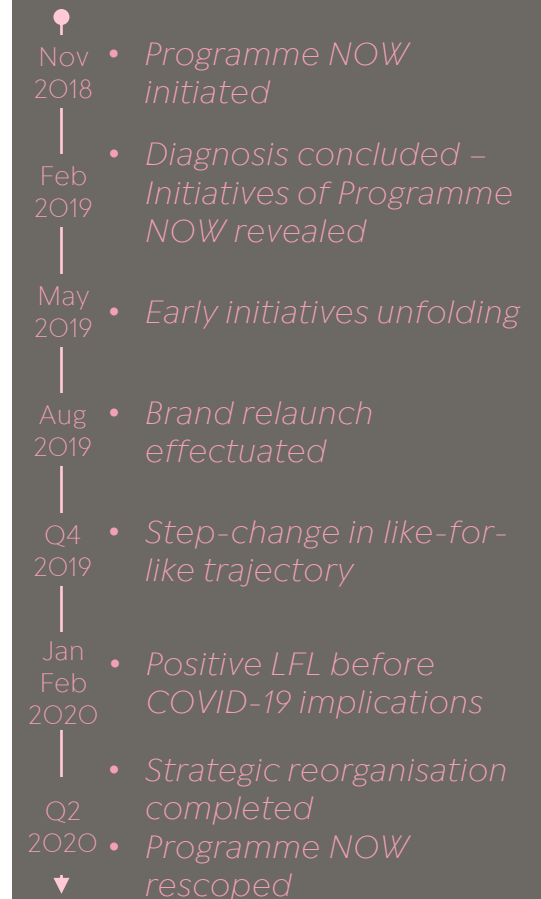 Nov
2018
• Programme NOW
initiated
Feb
2019
• Diagnosis concluded –
Initiatives of Programme
NOW revealed
May
2019
• Early initiatives unfolding
Aug
2019
• Brand relaunch
effectuated
Q4
2019
• Step-change in like-for-
like trajectory
Jan
Feb
2020
• Positive LFL before
COVID-19 implications
Q2
2020
• Strategic reorganisation
completed
• Programme NOW
rescoped